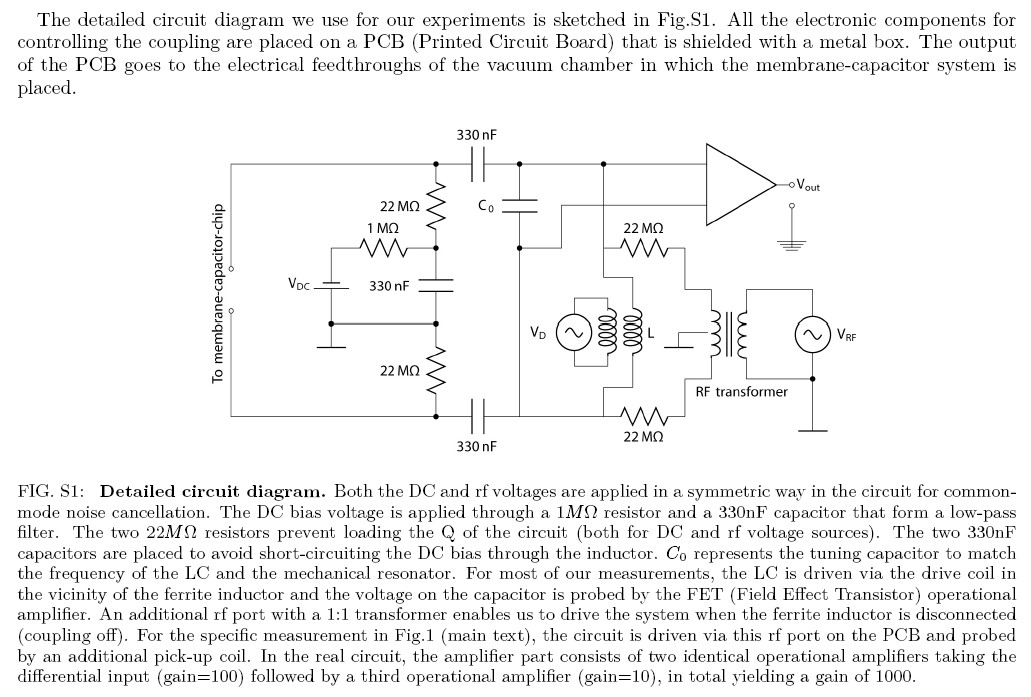 The detailed circuit diagram we use for our experiments is sketched in Fig.S1. All the electronic components for
controlling the coupling are placed on a PCB (Printed Circuit Board) that is shielded with a metal box. The output
of the PCB goes to the electrical feedthroughs of the vacuum chamber in which the membrane-capacitor system is
placed.
330 nF
22 MΩ
C₀
Vout
1 MΩ
22 MΩ
To membrane-capacitor-chip
VDC
330 nF
VD
L
VRF
22 MΩ
RF transformer
330 nF
22 MΩ
FIG. S1: Detailed circuit diagram. Both the DC and rf voltages are applied in a symmetric way in the circuit for common-
mode noise cancellation. The DC bias voltage is applied through a 1MΩ resistor and a 330nF capacitor that form a low-pass
filter. The two 22MΩ resistors prevent loading the Q of the circuit (both for DC and rf voltage sources). The two 330nF
capacitors are placed to avoid short-circuiting the DC bias through the inductor. C₀ represents the tuning capacitor to match
the frequency of the LC and the mechanical resonator. For most of our measurements, the LC is driven via the drive coil in
the vicinity of the ferrite inductor and the voltage on the capacitor is probed by the FET (Field Effect Transistor) operational
amplifier. An additional rf port with a 1:1 transformer enables us to drive the system when the ferrite inductor is disconnected
(coupling off). For the specific measurement in Fig.1 (main text), the circuit is driven via this rf port on the PCB and probed
by an additional pick-up coil. In the real circuit, the amplifier part consists of two identical operational amplifiers taking the
differential input (gain=100) followed by a third operational amplifier (gain=10), in total yielding a gain of 1000.